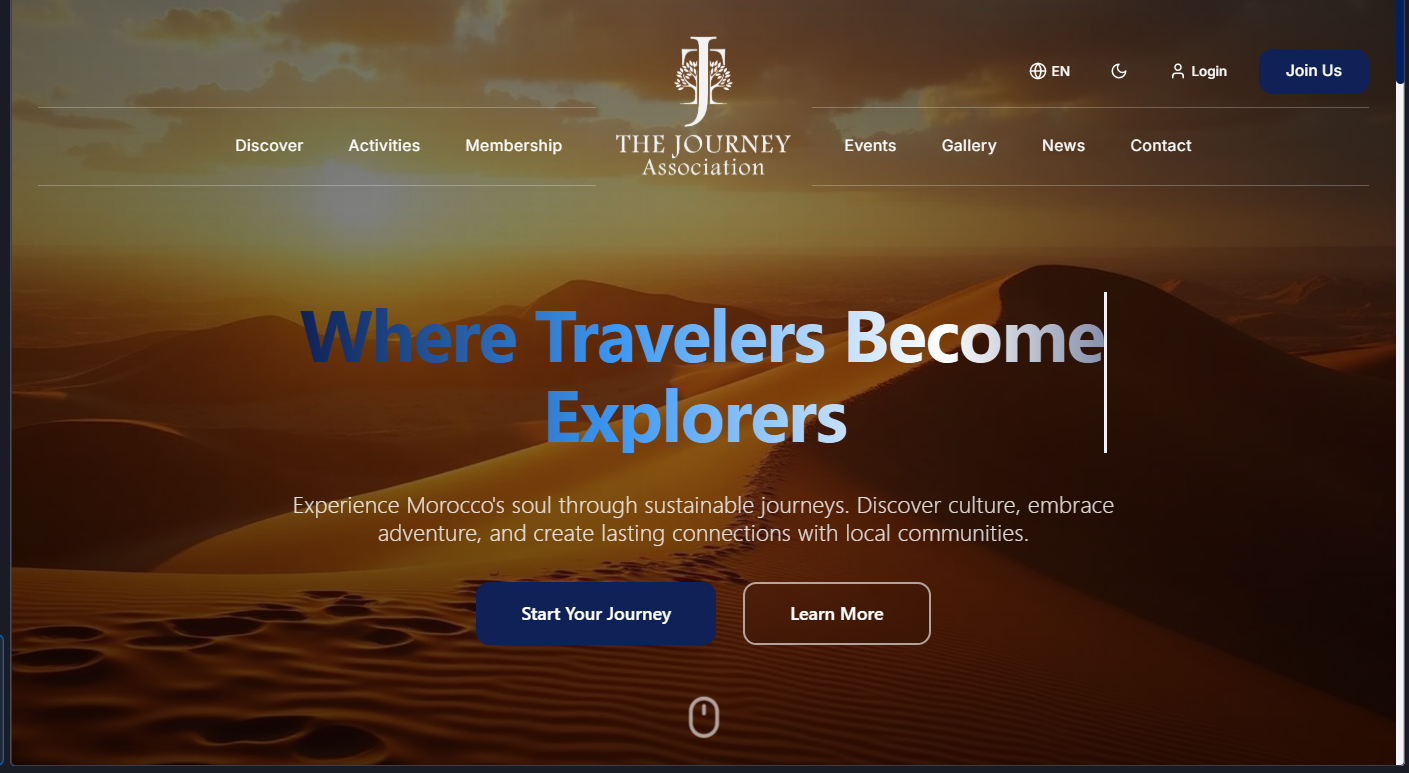 EN
Login
Join Us
THE JOURNEY
Association
Discover
Activities
Membership
Events
Gallery
News
Contact
Where Travelers Become
Explorers
Experience Morocco's soul through sustainable journeys. Discover culture, embrace
adventure, and create lasting connections with local communities.
Start Your Journey
Learn More